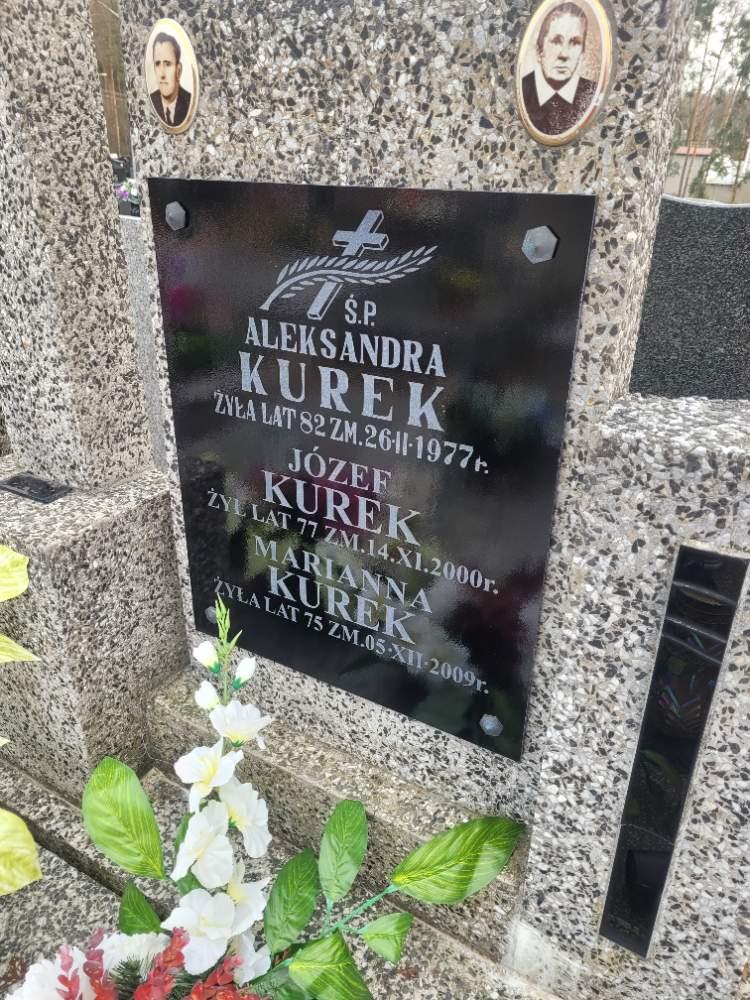 Ś.P.
ALEKSANDRA
KUREK
ŻYŁA LAT 82 ZM.26·II·1977r.
JÓZEF
KUREK
ŻYŁ LAT 77 ZM.14.XI.2000r.
MARIANNA
KUREK
ŻYŁA LAT 75 ZM.05·XII·2009r.